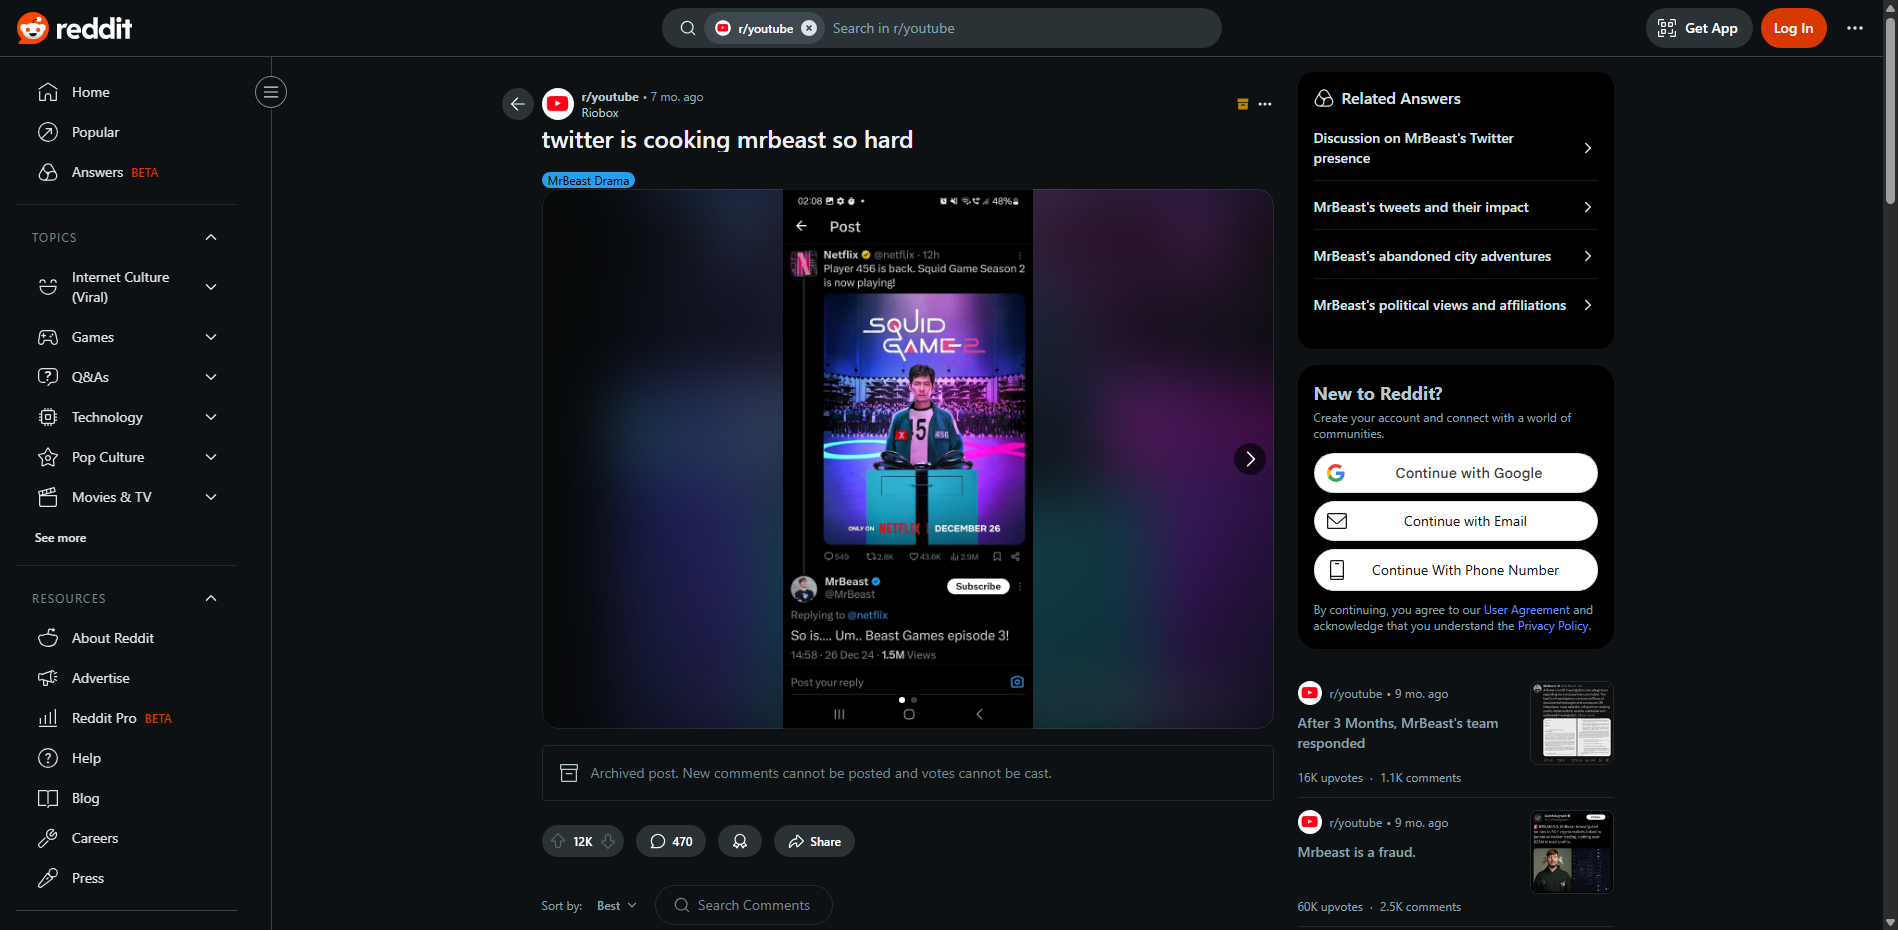 reddit
r/youtube
Search in r/youtube
Get App
Log In
Home
Popular
Answers BETA
TOPICS
Internet Culture
(Viral)
Games
Q&As
Technology
Pop Culture
Movies & TV
See more
RESOURCES
About Reddit
Advertise
Reddit Pro BETA
Help
Blog
Careers
Press
r/youtube • 7 mo. ago
Riobox
twitter is cooking mrbeast so hard
MrBeast Drama
02:08
48%
Post
Netflix @netflix · 12h
Player 456 is back. Squid Game Season 2
is now playing!
SQUID
GAME 2
456
ONLY ON NETFLIX DECEMBER 26
549 2.8K 43.6K 2.9M
MrBeast
@MrBeast
Subscribe
Replying to @netflix
So is.... Um.. Beast Games episode 3!
14:58 · 26 Dec 24 · 1.5M Views
Post your reply
Archived post. New comments cannot be posted and votes cannot be cast.
12K
470
Share
Sort by: Best
Search Comments
Related Answers
Discussion on MrBeast's Twitter
presence
MrBeast's tweets and their impact
MrBeast's abandoned city adventures
MrBeast's political views and affiliations
New to Reddit?
Create your account and connect with a world of
communities.
Continue with Google
Continue with Email
Continue With Phone Number
By continuing, you agree to our User Agreement and
acknowledge that you understand the Privacy Policy.
r/youtube • 9 mo. ago
After 3 Months, MrBeast's team
responded
16K upvotes · 1.1K comments
r/youtube • 9 mo. ago
Mrbeast is a fraud.
60K upvotes · 2.5K comments